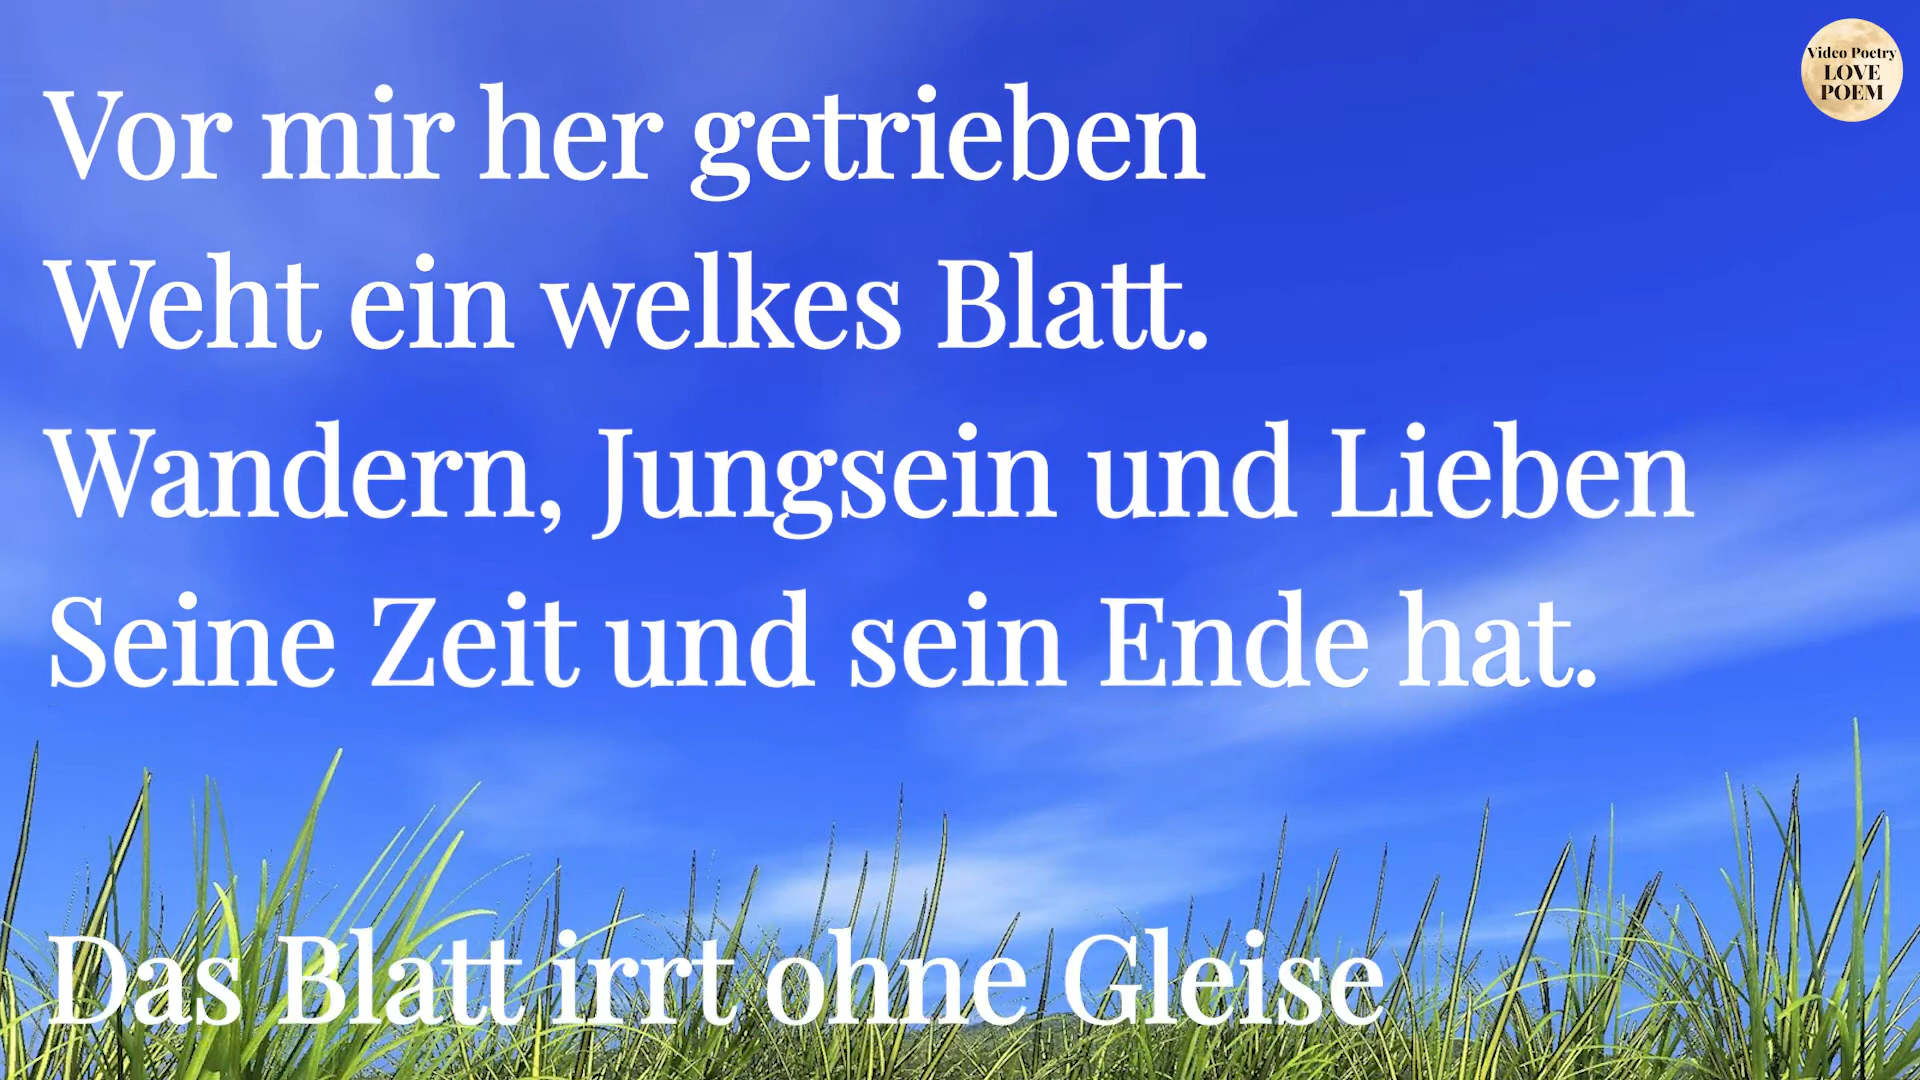 Vor mir her getrieben
Weht ein welkes Blatt.
Wandern, Jungsein und Lieben
Seine Zeit und sein Ende hat.
Das Blatt irrt ohne Gleise
Video Poetry
LOVE
POEM